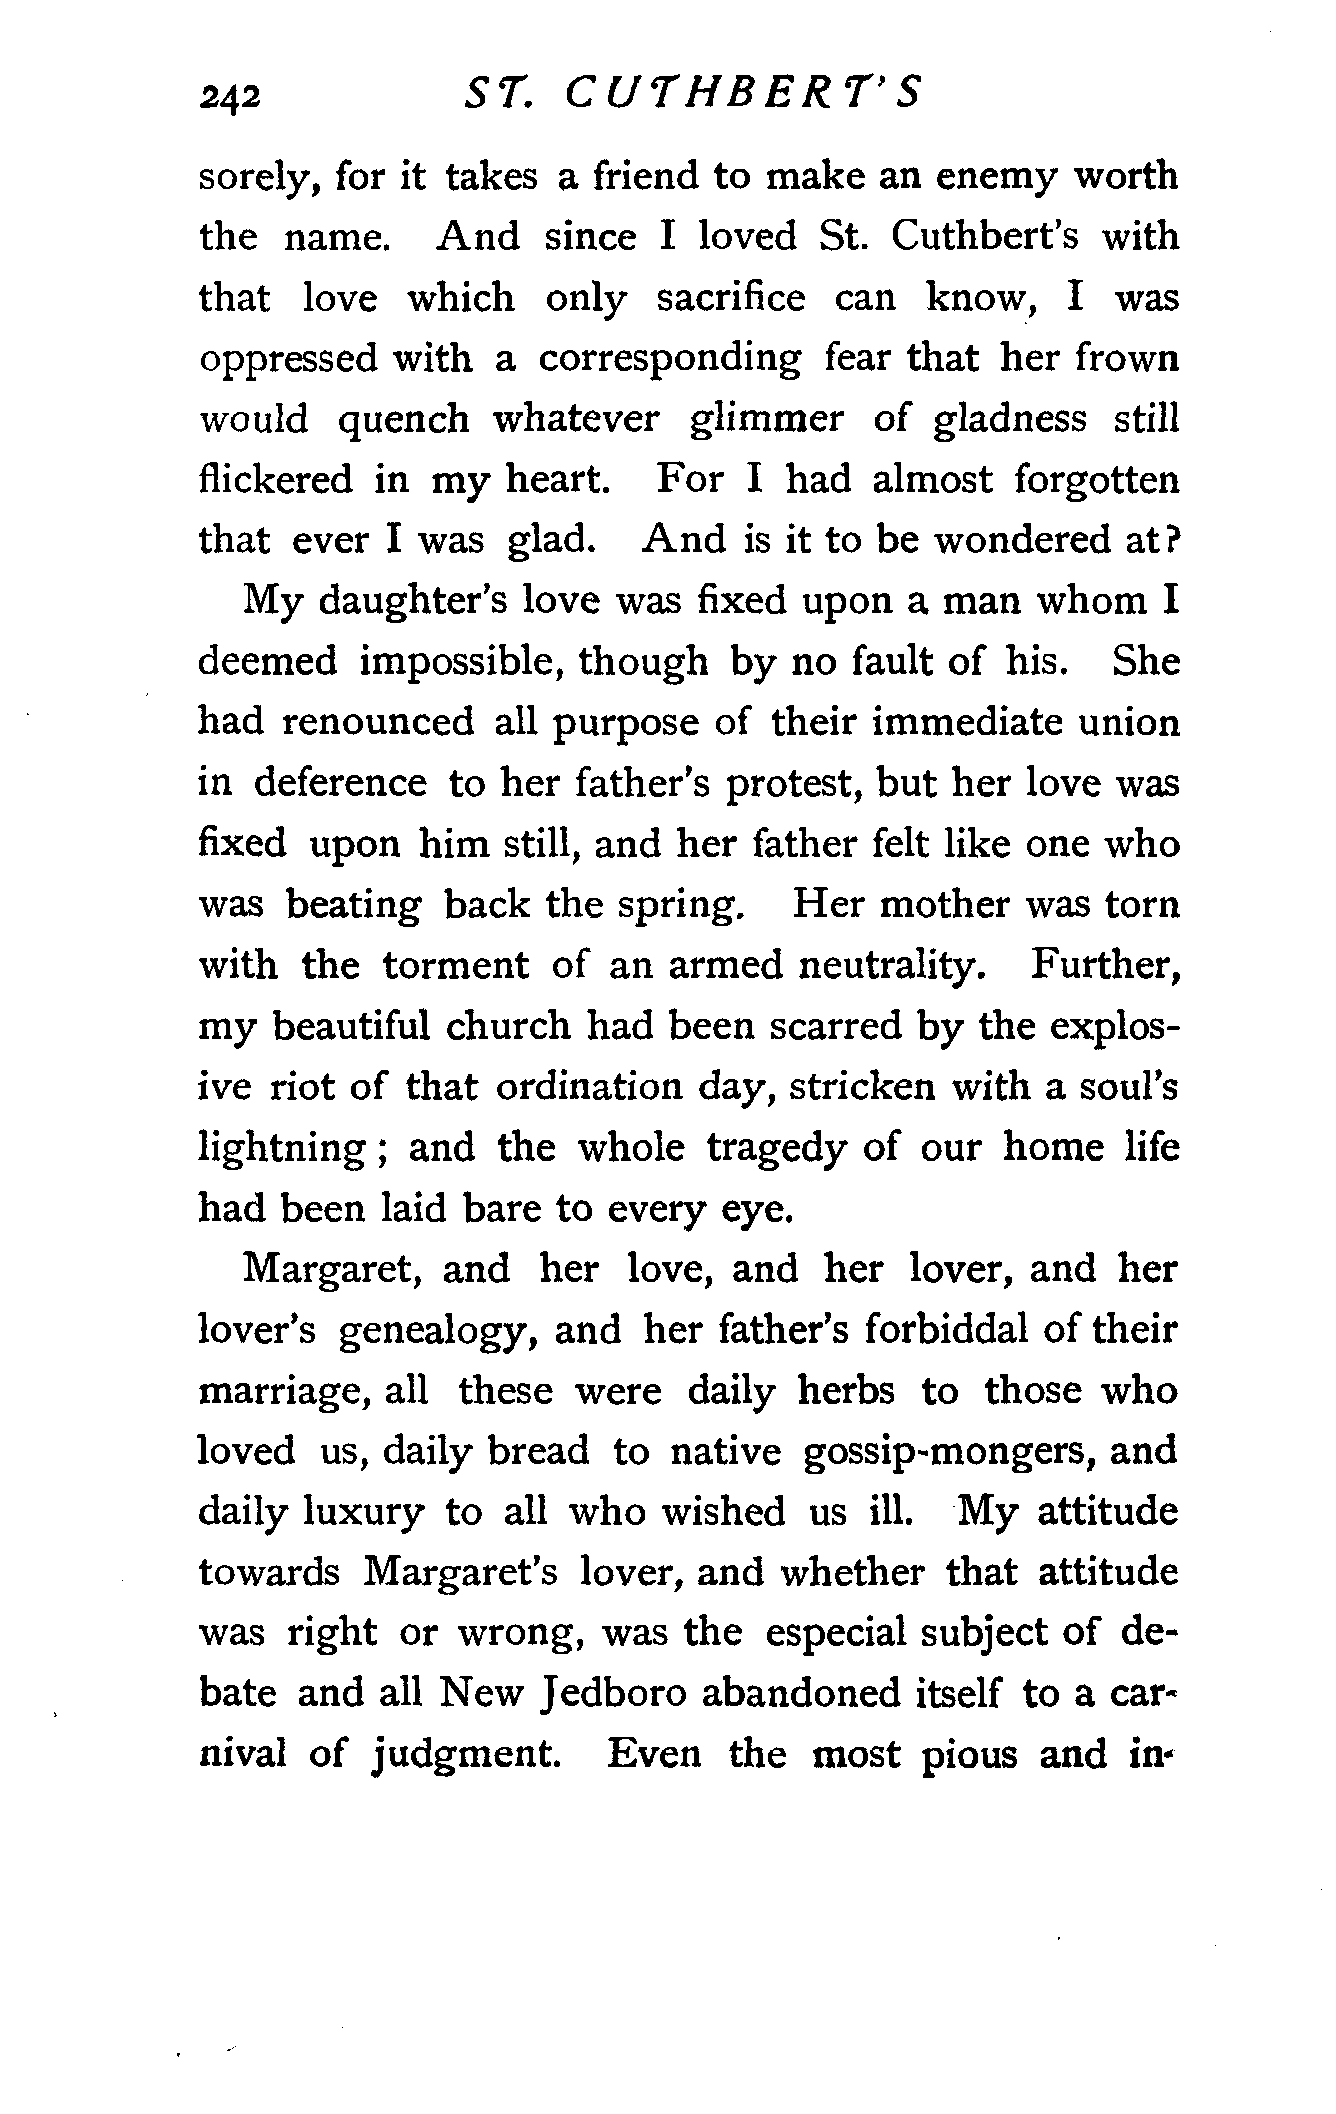 242 ST. CUTHBERT'S
sorely, for it takes a friend to make an enemy worth
the name. And since I loved St. Cuthbert's with
that love which only sacrifice can know, I was
oppressed with a corresponding fear that her frown
would quench whatever glimmer of gladness still
flickered in my heart. For I had almost forgotten
that ever I was glad. And is it to be wondered at?
My daughter's love was fixed upon a man whom I
deemed impossible, though by no fault of his. She
had renounced all purpose of their immediate union
in deference to her father's protest, but her love was
fixed upon him still, and her father felt like one who
was beating back the spring. Her mother was torn
with the torment of an armed neutrality. Further,
my beautiful church had been scarred by the explos-
ive riot of that ordination day, stricken with a soul's
lightning ; and the whole tragedy of our home life
had been laid bare to every eye.
Margaret, and her love, and her lover, and her
lover's genealogy, and her father's forbiddal of their
marriage, all these were daily herbs to those who
loved us, daily bread to native gossip-mongers, and
daily luxury to all who wished us ill. My attitude
towards Margaret's lover, and whether that attitude
was right or wrong, was the especial subject of de-
bate and all New Jedboro abandoned itself to a car-
nival of judgment. Even the most pious and in-